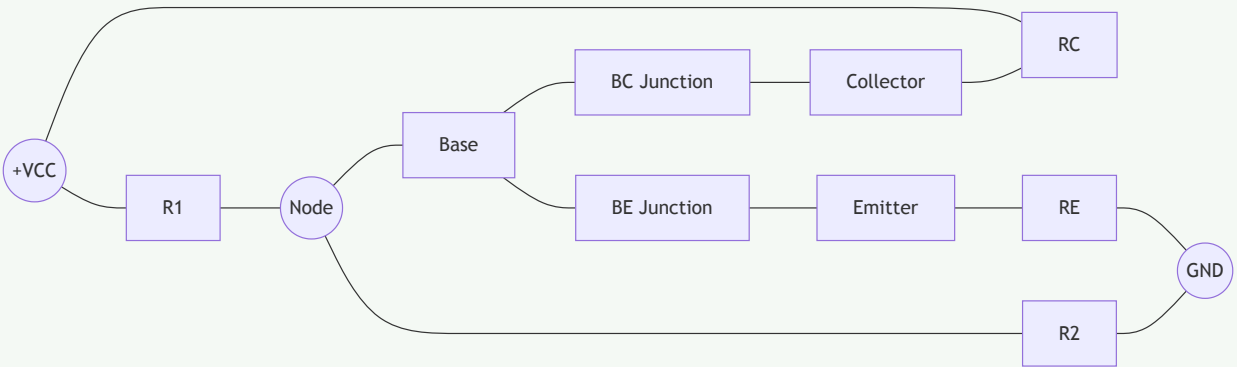 RC
BC Junction
Collector
Base
+VCC
R1
Node
BE Junction
Emitter
RE
GND
R2